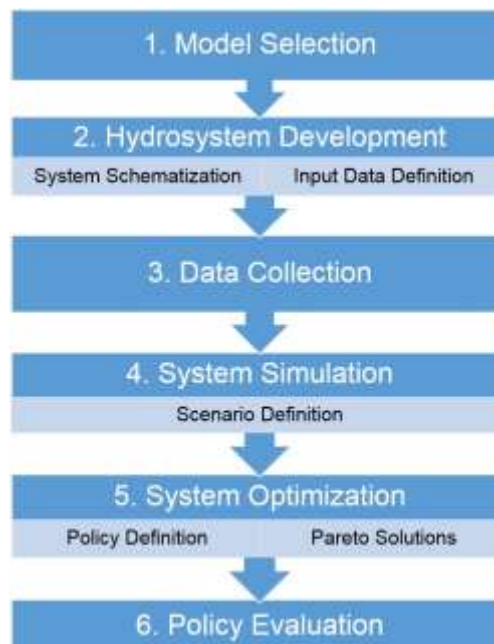 1. Model Selection
2. Hydrosystem Development
System Schematization Input Data Definition
3. Data Collection
4. System Simulation
Scenario Definition
5. System Optimization
Policy Definition Pareto Solutions
6. Policy Evaluation